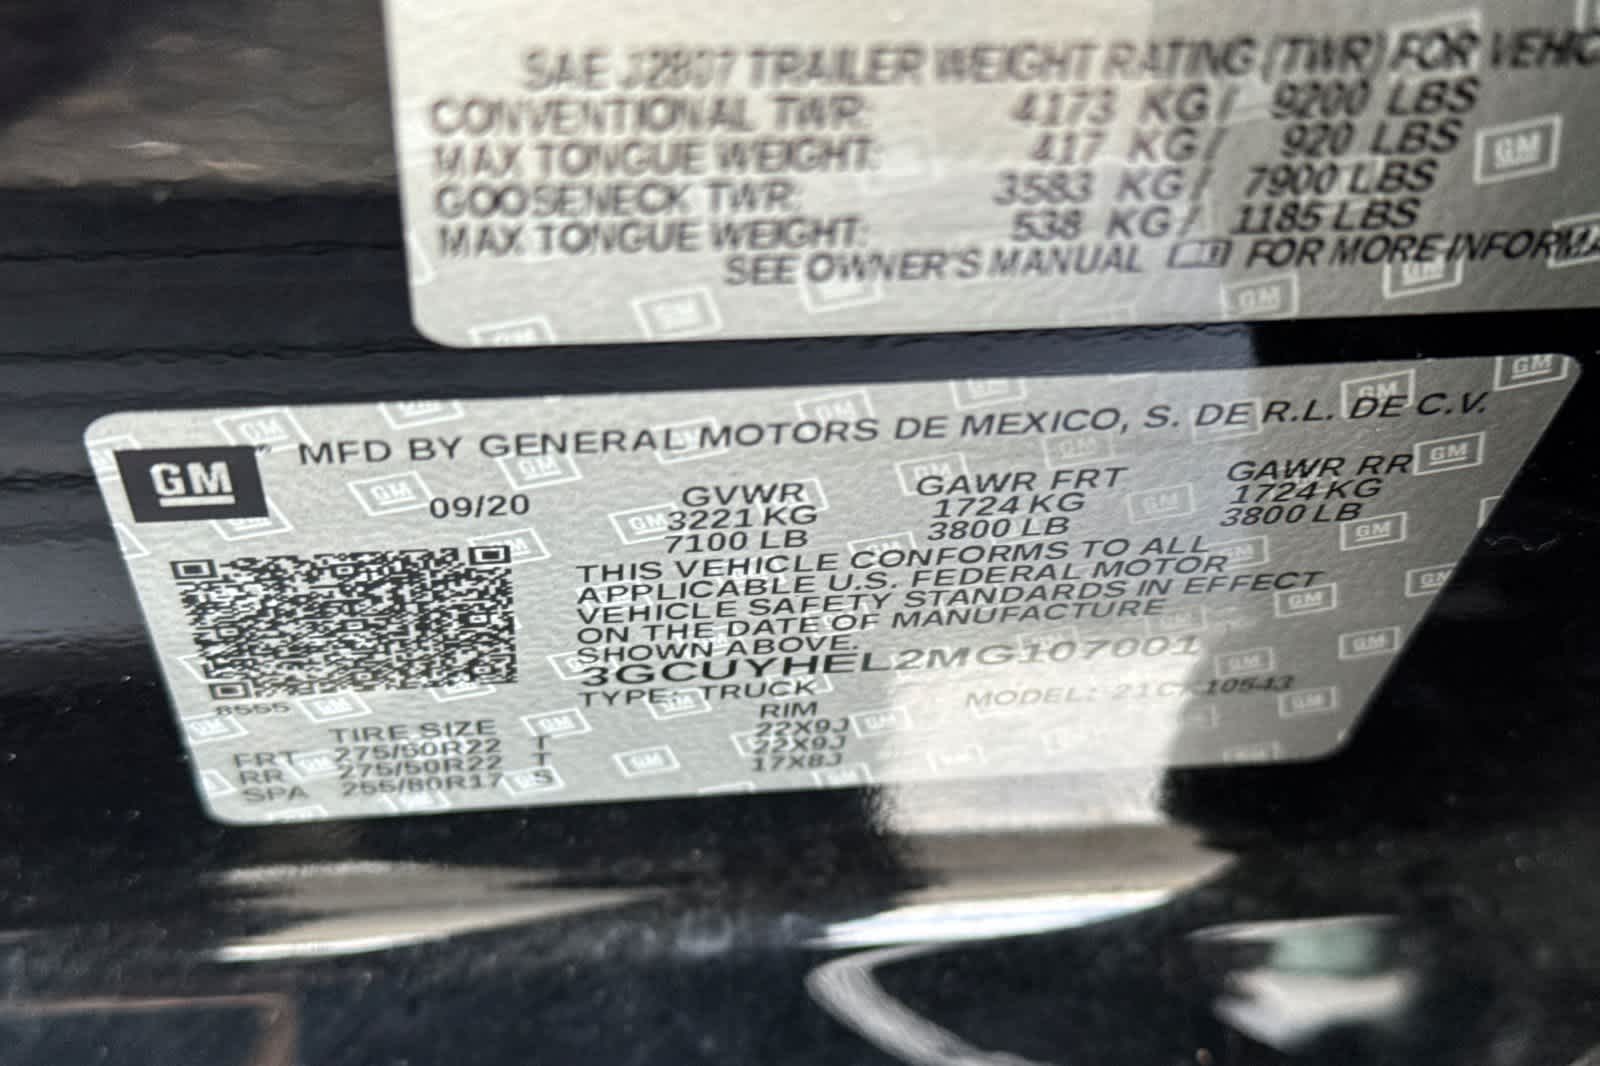 SAE J2807 TRAILER WEIGHT RATING (TWR) FOR VEHIC
CONVENTIONAL TWR: 4173 KG / 9200 LBS
MAX TONGUE WEIGHT: 417 KG / 920 LBS
GOOSENECK TWR: 3583 KG / 7900 LBS
MAX TONGUE WEIGHT: 538 KG / 1185 LBS
SEE OWNER'S MANUAL FOR MORE INFORMA
GM
MFD BY GENERAL MOTORS DE MEXICO, S. DE R.L. DE C.V.
09/20 GVWR GAWR FRT GAWR RR
3221 KG 1724 KG 1724 KG
7100 LB 3800 LB 3800 LB
THIS VEHICLE CONFORMS TO ALL
APPLICABLE U.S. FEDERAL MOTOR
VEHICLE SAFETY STANDARDS IN EFFECT
ON THE DATE OF MANUFACTURE
SHOWN ABOVE.
3GCUYHEL2MG107001
TYPE: TRUCK MODEL: 21CK10543
8555
TIRE SIZE RIM
FRT 275/50R22 T 22X9J
RR 275/50R22 T 22X9J
SPA 255/80R17 S 17X8J